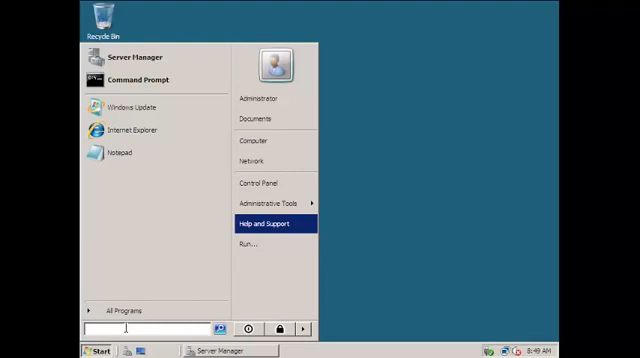 Recycle Bin
Server Manager
Command Prompt
Windows Update
Internet Explorer
Notepad
All Programs
Administrator
Documents
Computer
Network
Control Panel
Administrative Tools
Help and Support
Run...
Start
Server Manager
8:49 AM